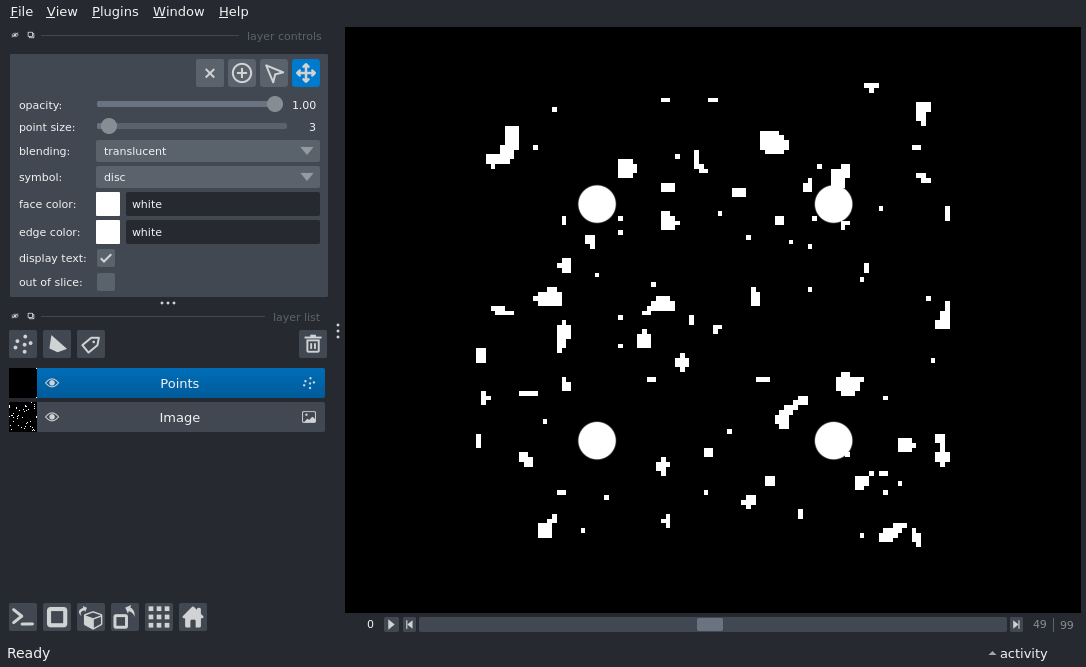 File View Plugins Window Help
layer controls
opacity: 1.00
point size: 3
blending: translucent
symbol: disc
face color: white
edge color: white
display text:
out of slice:
layer list
Points
Image
0 49 | 99
Ready activity